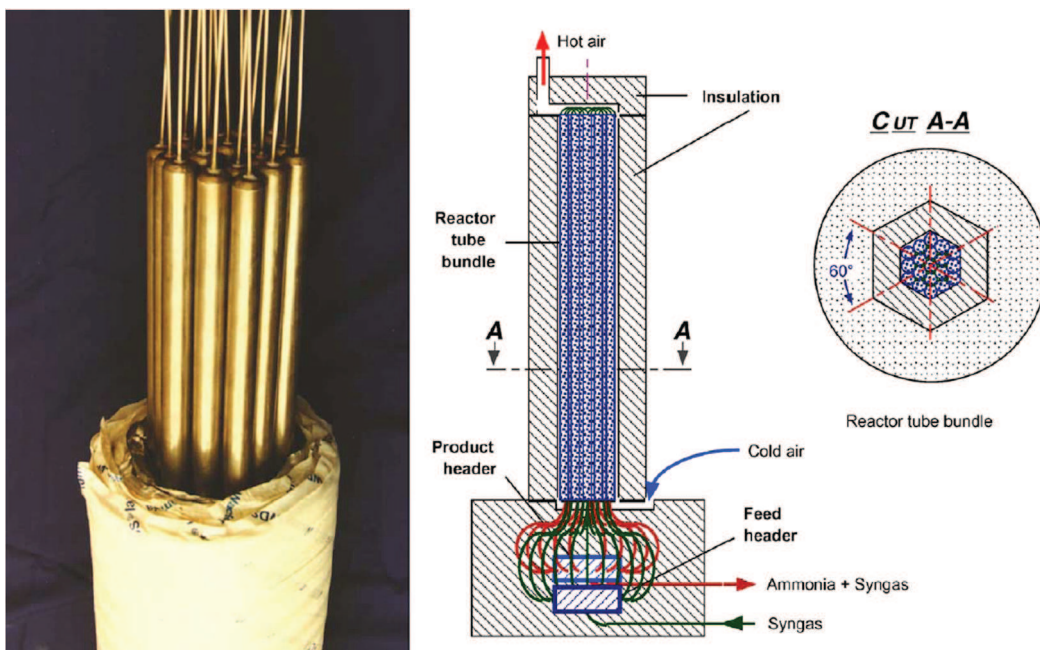 Hot air
Insulation
CUT A-A
Reactor
tube
bundle
60°
A
A
Reactor tube bundle
Product
header
Cold air
Feed
header
Ammonia + Syngas
Syngas